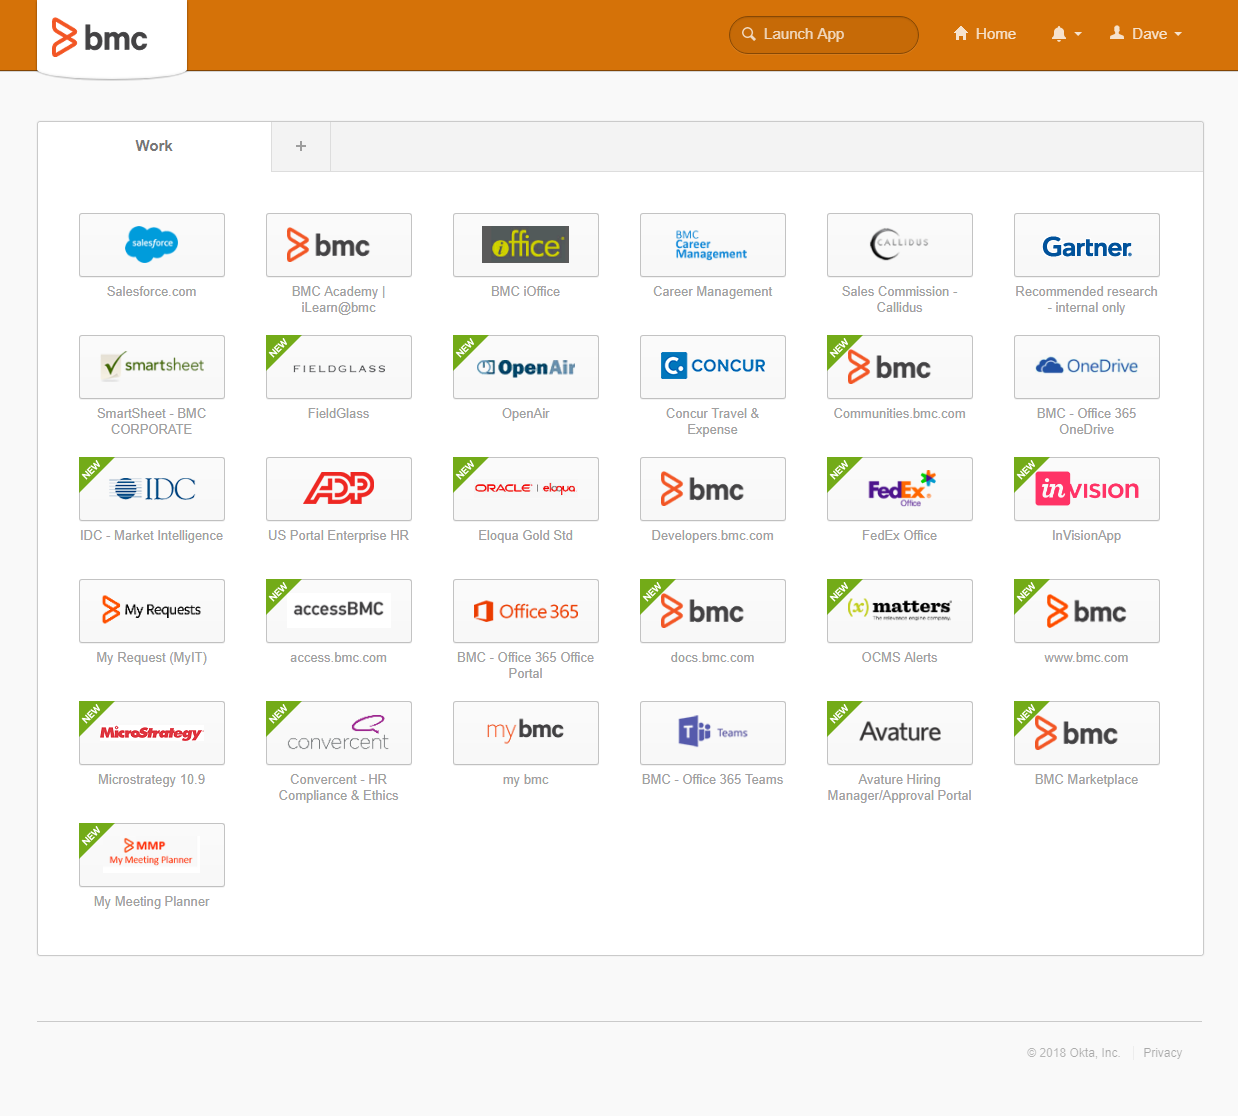 bmc
Launch App
Home
Dave
Work
+
salesforce
bmc
iOffice
BMC
Career
Management
CALLIDUS
Gartner.
Salesforce.com
BMC Academy |
iLearn@bmc
BMC iOffice
Career Management
Sales Commission -
Callidus
Recommended research
- internal only
smartsheet
NEW
FIELDGLASS
NEW
OpenAir
C. CONCUR
NEW
bmc
OneDrive
SmartSheet - BMC
CORPORATE
FieldGlass
OpenAir
Concur Travel &
Expense
Communities.bmc.com
BMC - Office 365
OneDrive
NEW
IDC
ADP
NEW
ORACLE | eloqua
bmc
NEW
FedEx
Office
NEW
inVISION
IDC - Market Intelligence
US Portal Enterprise HR
Eloqua Gold Std
Developers.bmc.com
FedEx Office
InVisionApp
My Requests
NEW
accessBMC
Office 365
NEW
bmc
NEW
(x) matters
The relevance engine company.
NEW
bmc
My Request (MyIT)
access.bmc.com
BMC - Office 365 Office
Portal
docs.bmc.com
OCMS Alerts
www.bmc.com
NEW
MicroStrategy
NEW
convercent
my bmc
T Teams
NEW
Avature
NEW
bmc
Microstrategy 10.9
Convercent - HR
Compliance & Ethics
my bmc
BMC - Office 365 Teams
Avature Hiring
Manager/Approval Portal
BMC Marketplace
NEW
MMP
My Meeting Planner
My Meeting Planner
© 2018 Okta, Inc.
Privacy